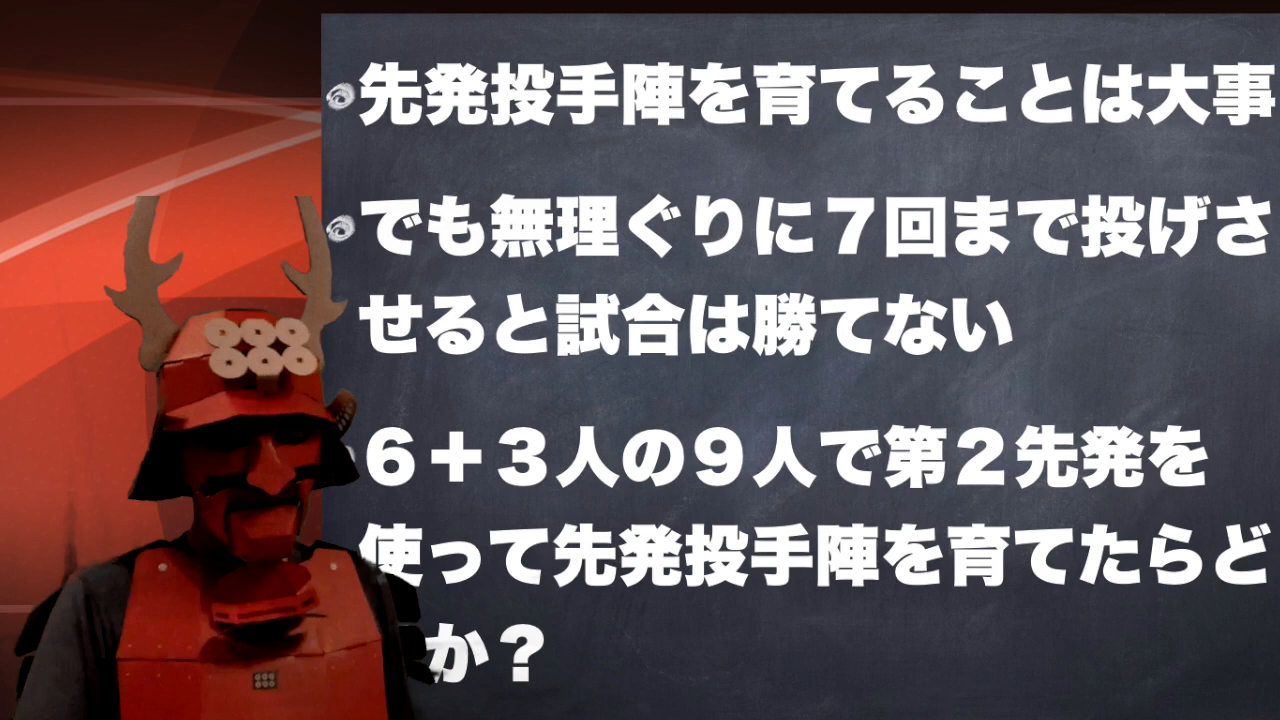 先発投手陣を育てることは大事
でも無理ぐりに７回まで投げさ
せると試合は勝てない
６＋３人の９人で第２先発を
使って先発投手陣を育てたらど
か？